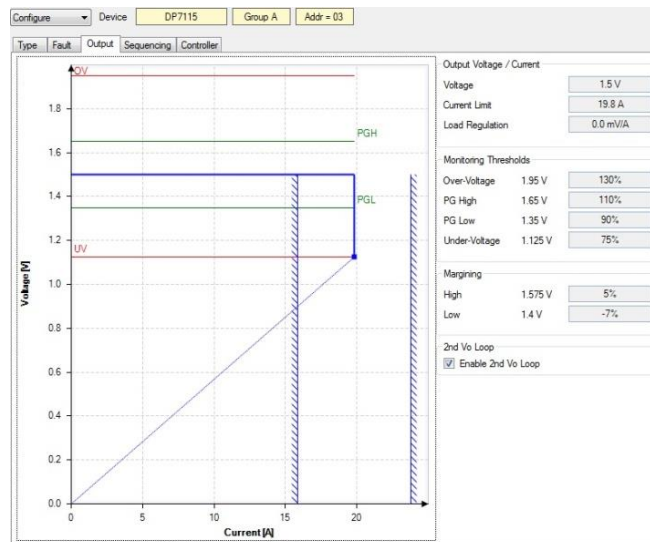 Configure Device DP7115 Group A Addr = 03
Type Fault Output Sequencing Controller
Output Voltage / Current
Voltage 1.5 V
Current Limit 19.8 A
Load Regulation 0.0 mV/A
Monitoring Thresholds
Over-Voltage 1.95 V 130%
PG High 1.65 V 110%
PG Low 1.35 V 90%
Under-Voltage 1.125 V 75%
Margining
High 1.575 V 5%
Low 1.4 V -7%
2nd Vo Loop
Enable 2nd Vo Loop
OV
1.8
PGH
1.6
1.4
PGL
1.2
UV
1.0
0.8
0.6
0.4
0.2
0.0
Voltage [V]
0 5 10 15 20
Current [A]